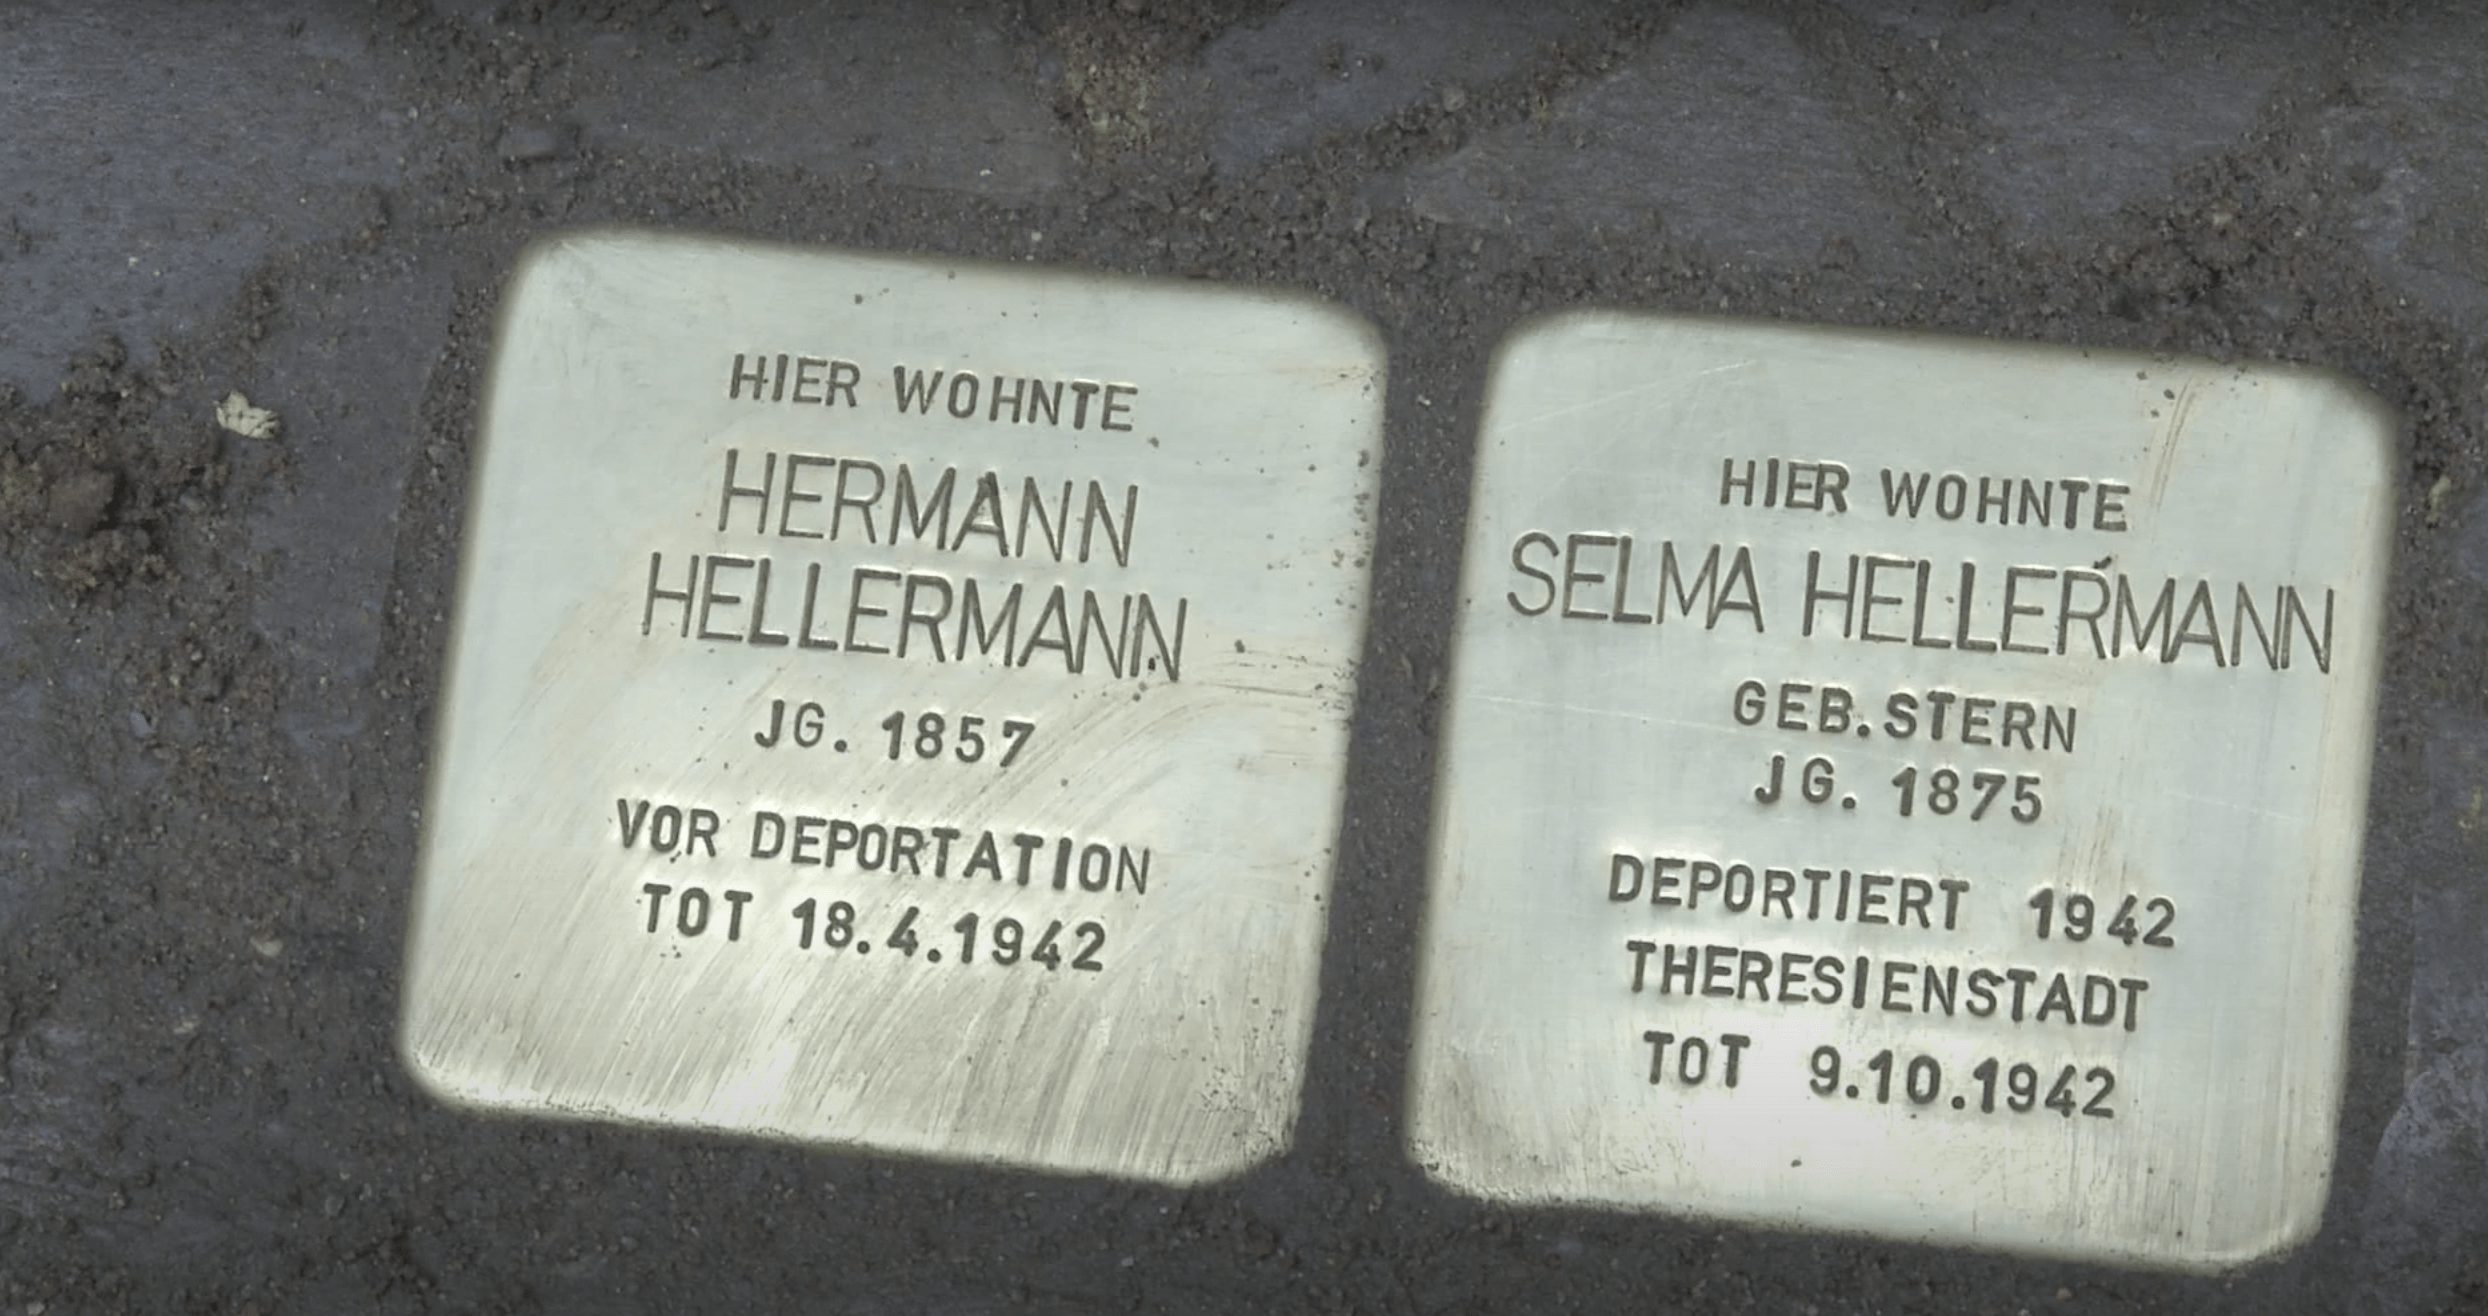 HIER WOHNTE
HERMANN
HELLERMANN
JG. 1857
VOR DEPORTATION
TOT 18.4.1942
HIER WOHNTE
SELMA HELLERMANN
GEB. STERN
JG. 1875
DEPORTIERT 1942
THERESIENSTADT
TOT 9.10.1942